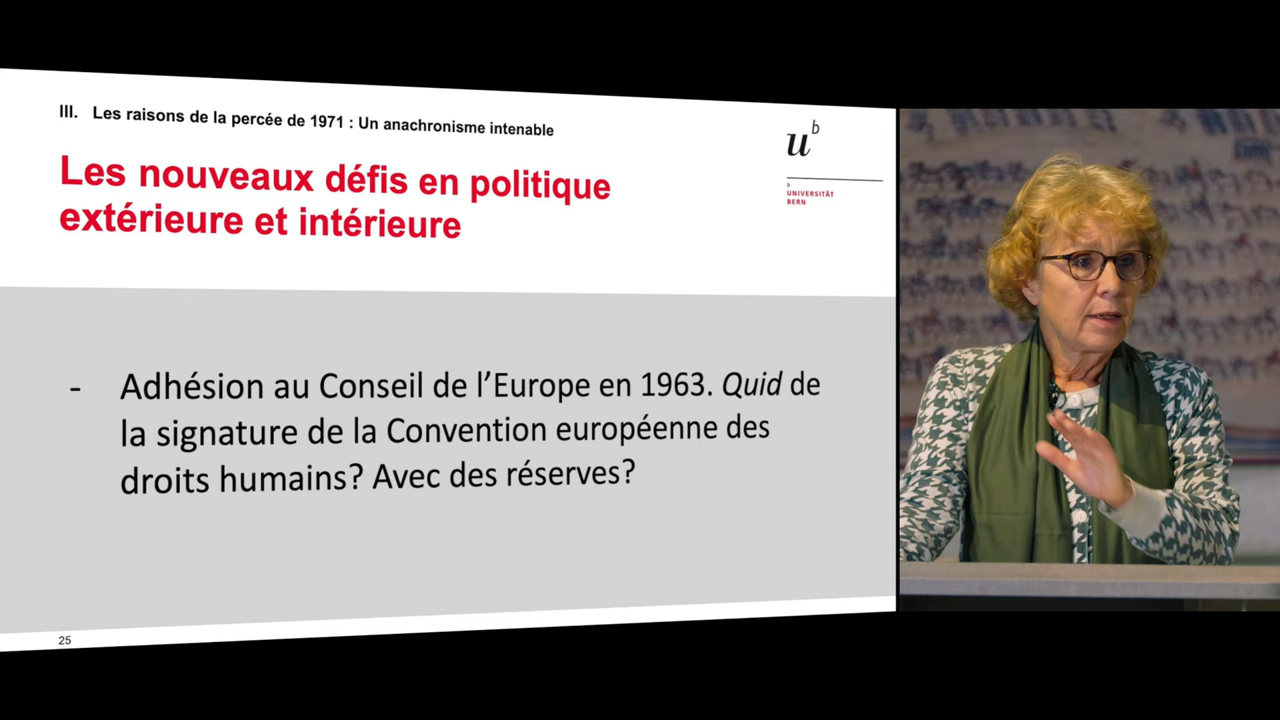 III. Les raisons de la percée de 1971 : Un anachronisme intenable
Les nouveaux défis en politique
extérieure et intérieure
u b
b
UNIVERSITÄT
BERN
- Adhésion au Conseil de l’Europe en 1963. Quid de
la signature de la Convention européenne des
droits humains? Avec des réserves?
25